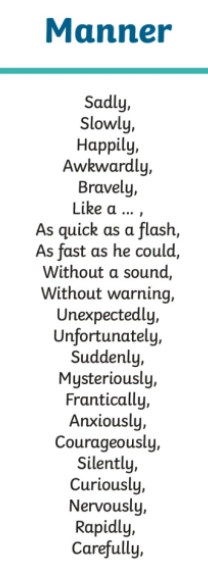 Manner
Sadly,
Slowly,
Happily,
Awkwardly,
Bravely,
Like a ... ,
As quick as a flash,
As fast as he could,
Without a sound,
Without warning,
Unexpectedly,
Unfortunately,
Suddenly,
Mysteriously,
Frantically,
Anxiously,
Courageously,
Silently,
Curiously,
Nervously,
Rapidly,
Carefully,